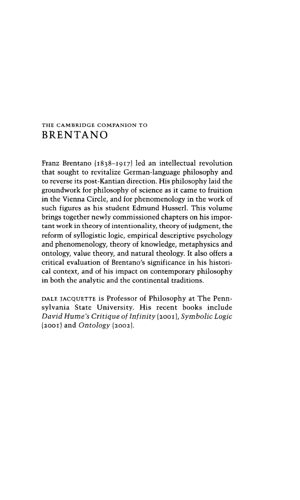 THE CAMBRIDGE COMPANION TO
BRENTANO
Franz Brentano (1838–1917) led an intellectual revolution
that sought to revitalize German-language philosophy and
to reverse its post-Kantian direction. His philosophy laid the
groundwork for philosophy of science as it came to fruition
in the Vienna Circle, and for phenomenology in the work of
such figures as his student Edmund Husserl. This volume
brings together newly commissioned chapters on his impor-
tant work in theory of intentionality, theory of judgment, the
reform of syllogistic logic, empirical descriptive psychology
and phenomenology, theory of knowledge, metaphysics and
ontology, value theory, and natural theology. It also offers a
critical evaluation of Brentano's significance in his histori-
cal context, and of his impact on contemporary philosophy
in both the analytic and the continental traditions.
DALE JACQUETTE is Professor of Philosophy at The Penn-
sylvania State University. His recent books include
David Hume's Critique of Infinity (2001), Symbolic Logic
(2001) and Ontology (2002).